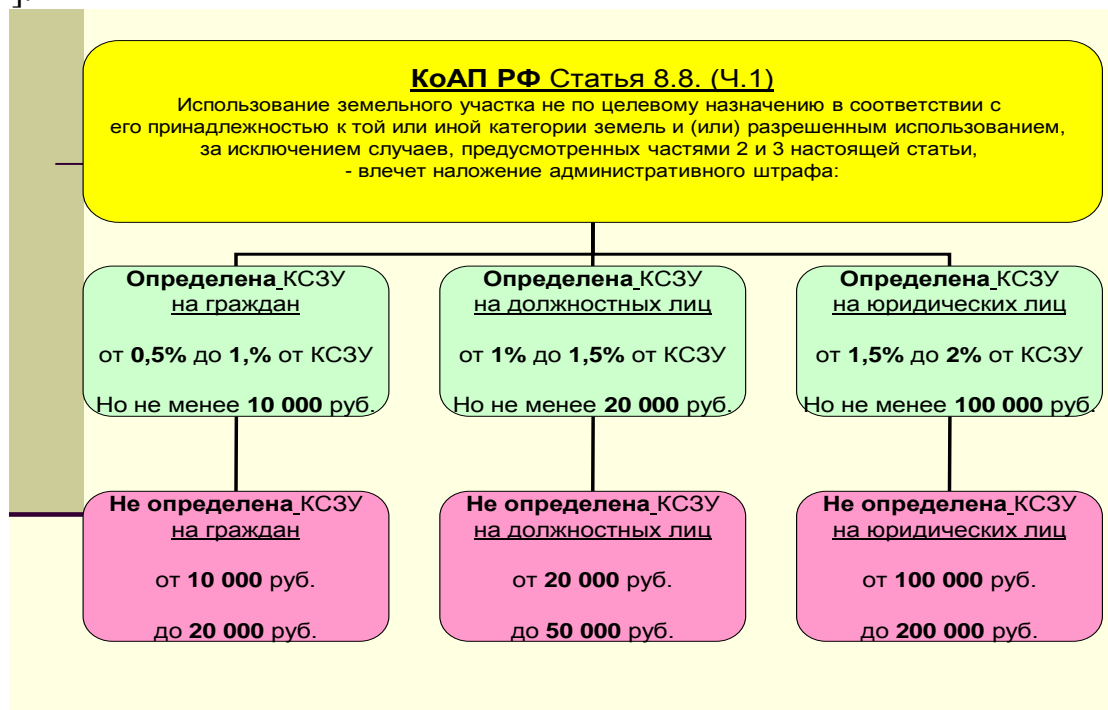 КоАП РФ Статья 8.8. (Ч.1)
Использование земельного участка не по целевому назначению в соответствии с
его принадлежностью к той или иной категории земель и (или) разрешенным использованием,
за исключением случаев, предусмотренных частями 2 и 3 настоящей статьи,
- влечет наложение административного штрафа:
Определена КСЗУ
на граждан
от 0,5% до 1,% от КСЗУ
Но не менее 10 000 руб.
Определена КСЗУ
на должностных лиц
от 1% до 1,5% от КСЗУ
Но не менее 20 000 руб.
Определена КСЗУ
на юридических лиц
от 1,5% до 2% от КСЗУ
Но не менее 100 000 руб.
Не определена КСЗУ
на граждан
от 10 000 руб.
до 20 000 руб.
Не определена КСЗУ
на должностных лиц
от 20 000 руб.
до 50 000 руб.
Не определена КСЗУ
на юридических лиц
от 100 000 руб.
до 200 000 руб.